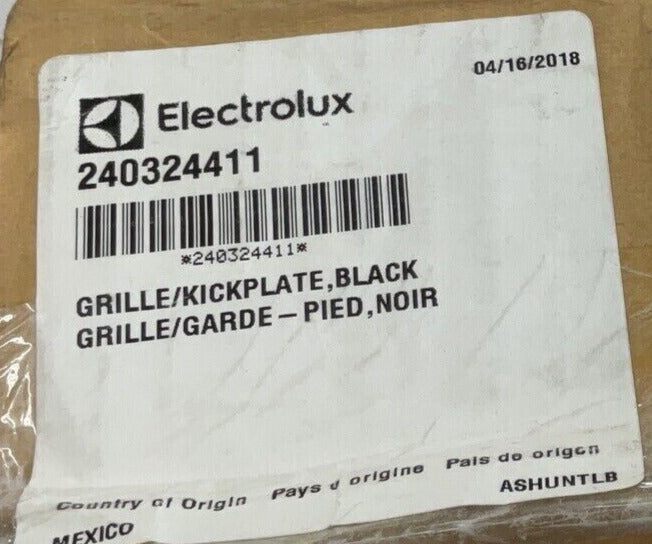 04/16/2018
Electrolux
240324411
*240324411*
GRILLE/KICKPLATE,BLACK
GRILLE/GARDE – PIED,NOIR
Country of Origin Pays d origine Pais de origen
MEXICO ASHUNTLB